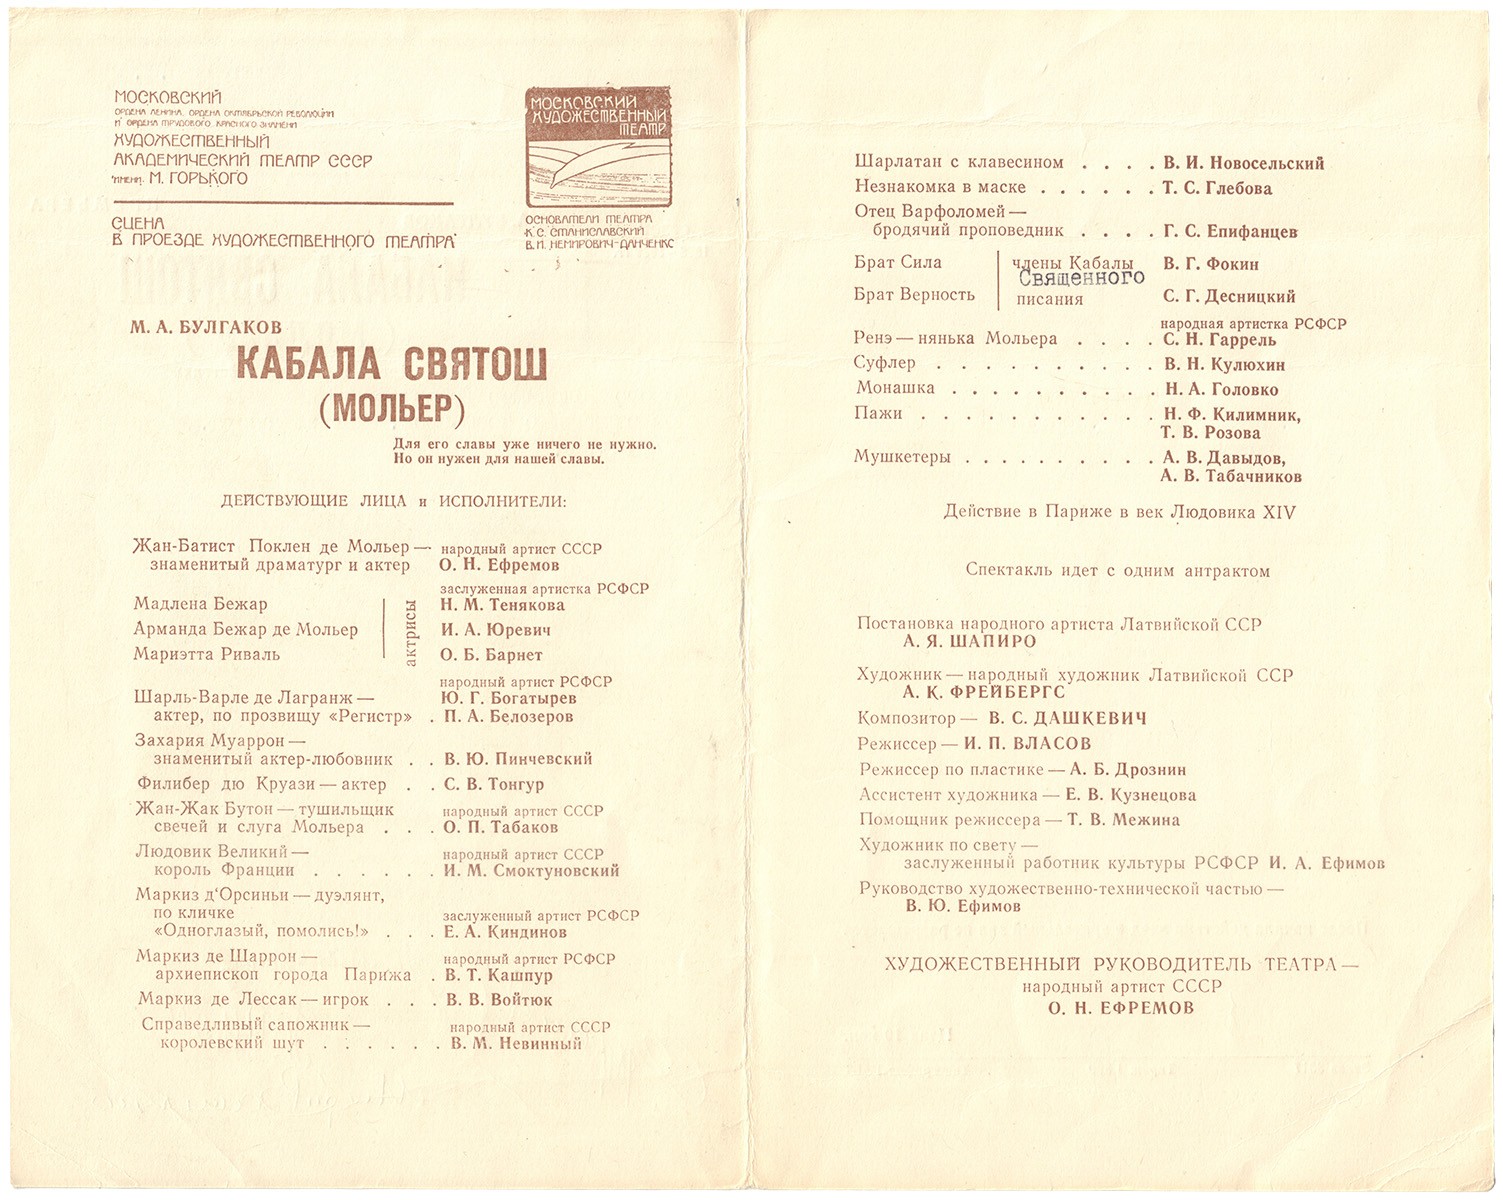 МОСКОВСКИЙ
ОРДЕНА ЛЕНИНА, ОРДЕНА ОКТЯБРЬСКОЙ РЕВОЛЮЦИИ
И ОРДЕНА ТРУДОВОГО КРАСНОГО ЗНАМЕНИ
ХУДОЖЕСТВЕННЫЙ
АКАДЕМИЧЕСКИЙ ТЕАТР СССР
ИМЕНИ М. ГОРЬКОГО
СЦЕНА
В ПРОЕЗДЕ ХУДОЖЕСТВЕННОГО ТЕАТРА
МОСКОВСКИЙ
ХУДОЖЕСТВЕННЫЙ
ТЕАТР
ОСНОВАТЕЛИ ТЕАТРА
К.С. СТАНИСЛАВСКИЙ
В.И. НЕМИРОВИЧ-ДАНЧЕНКО
М. А. БУЛГАКОВ
КАБАЛА СВЯТОШ
(МОЛЬЕР)
Для его славы уже ничего не нужно.
Но он нужен для нашей славы.
ДЕЙСТВУЮЩИЕ ЛИЦА и ИСПОЛНИТЕЛИ:
Жан-Батист Поклен де Мольер — народный артист СССР
знаменитый драматург и актер О. Н. Ефремов
заслуженная артистка РСФСР
Мадлена Бежар Н. М. Тенякова
Арманда Бежар де Мольер И. А. Юревич
Мариэтта Риваль О. Б. Барнет
актрисы
народный артист РСФСР
Шарль-Варле де Лагранж — Ю. Г. Богатырев
актер, по прозвищу «Регистр» . П. А. Белозеров
Захария Муаррон —
знаменитый актер-любовник . . В. Ю. Пинчевский
Филибер дю Круази — актер . . С. В. Тонгур
Жан-Жак Бутон — тушильщик народный артист СССР
свечей и слуга Мольера . . . О. П. Табаков
Людовик Великий — народный артист СССР
король Франции . . . . . . И. М. Смоктуновский
Маркиз д‘Орсиньи — дуэлянт,
по кличке заслуженный артист РСФСР
«Одноглазый, помолись!» . . . Е. А. Киндинов
Маркиз де Шаррон — народный артист РСФСР
архиепископ города Парижа . В. Т. Кашпур
Маркиз де Лессак — игрок . . . В. В. Войтюк
Справедливый сапожник — народный артист СССР
королевский шут . . . . . . В. М. Невинный
Шарлатан с клавесином . . . . В. И. Новосельский
Незнакомка в маске . . . . . . Т. С. Глебова
Отец Варфоломей —
бродячий проповедник . . . . Г. С. Епифанцев
Брат Сила члены Кабалы В. Г. Фокин
Священного
Брат Верность писания С. Г. Десницкий
народная артистка РСФСР
Ренэ — нянька Мольера . . . . С. Н. Гаррель
Суфлер . . . . . . . . . . В. Н. Кулюхин
Монашка . . . . . . . . . . Н. А. Головко
Пажи . . . . . . . . . . . Н. Ф. Килимник,
Т. В. Розова
Мушкетеры . . . . . . . . . А. В. Давыдов,
А. В. Табачников
Действие в Париже в век Людовика XIV
Спектакль идет с одним антрактом
Постановка народного артиста Латвийской ССР
А. Я. ШАПИРО
Художник — народный художник Латвийской ССР
А. К. ФРЕЙБЕРГС
Композитор — В. С. ДАШКЕВИЧ
Режиссер — И. П. ВЛАСОВ
Режиссер по пластике — А. Б. Дрознин
Ассистент художника — Е. В. Кузнецова
Помощник режиссера — Т. В. Межина
Художник по свету —
заслуженный работник культуры РСФСР И. А. Ефимов
Руководство художественно-технической частью —
В. Ю. Ефимов
ХУДОЖЕСТВЕННЫЙ РУКОВОДИТЕЛЬ ТЕАТРА —
народный артист СССР
О. Н. ЕФРЕМОВ